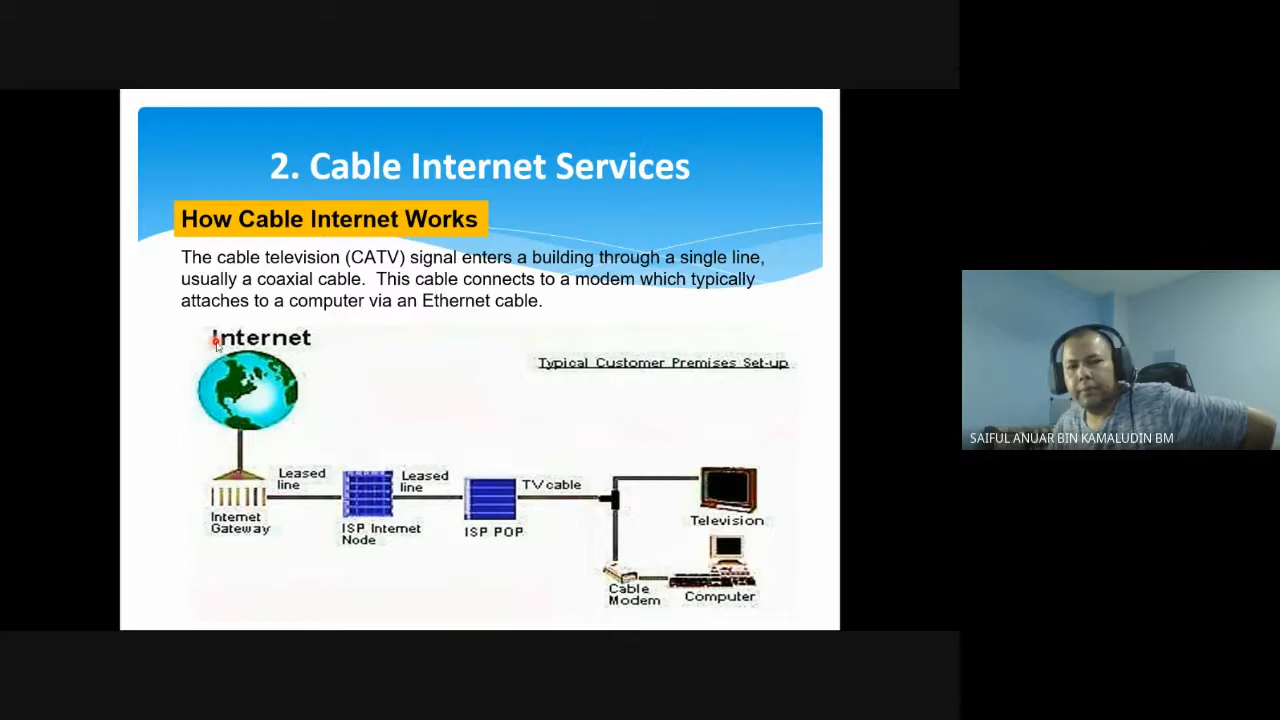 2. Cable Internet Services
How Cable Internet Works
The cable television (CATV) signal enters a building through a single line,
usually a coaxial cable. This cable connects to a modem which typically
attaches to a computer via an Ethernet cable.
Internet
Typical Customer Premises Set-up
Leased
line
Leased
line
TV cable
Internet
Gateway
ISP Internet
Node
ISP POP
Television
Cable
Modem
Computer
SAIFUL ANUAR BIN KAMALUDIN BM